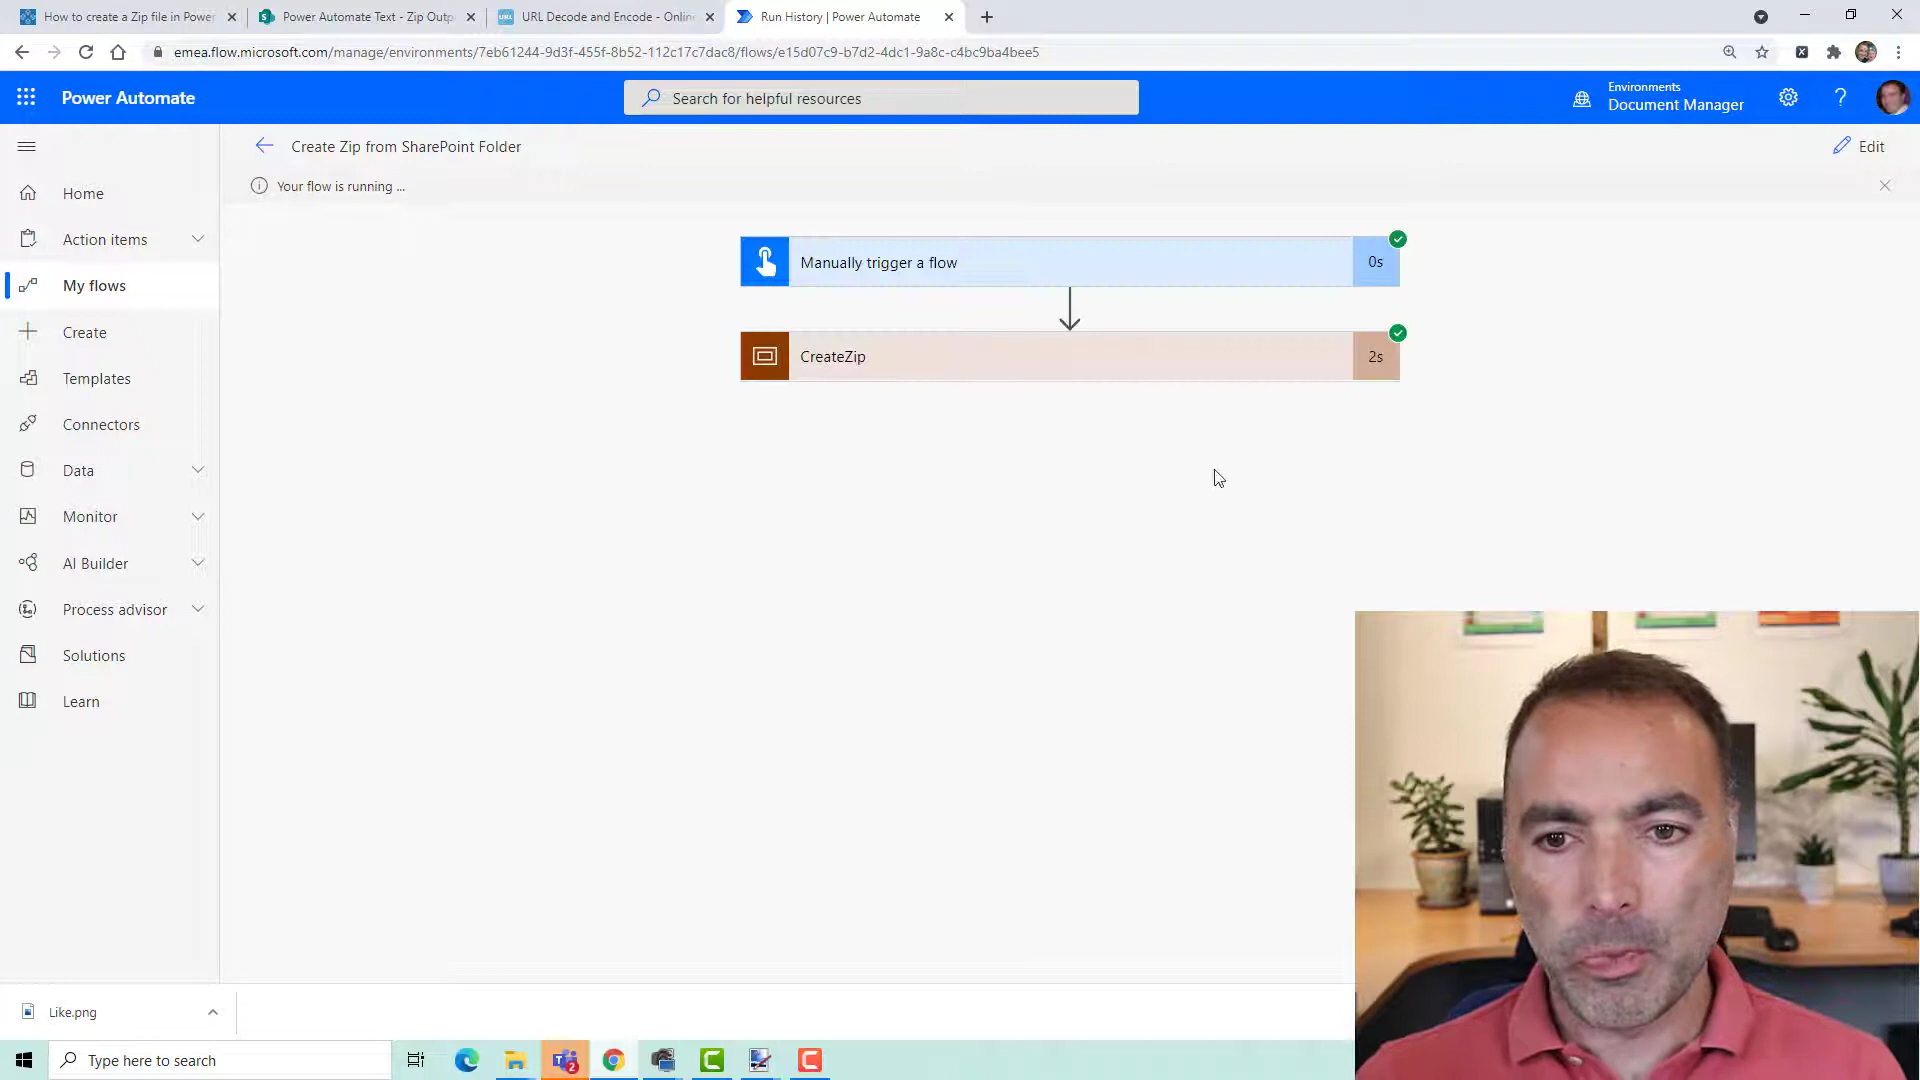 How to create a Zip file in Power
Power Automate Text - Zip Outp
URL Decode and Encode - Onlin
Run History | Power Automate
emea.flow.microsoft.com/manage/environments/7eb61244-9d3f-455f-8b52-112c17c7dac8/flows/e15d07c9-b7d2-4dc1-9a8c-c4bc9ba4bee5
Power Automate
Search for helpful resources
Environments
Document Manager
?
Create Zip from SharePoint Folder
Edit
Your flow is running ...
Home
Action items
My flows
Create
Templates
Connectors
Data
Monitor
AI Builder
Process advisor
Solutions
Learn
Manually trigger a flow
0s
CreateZip
2s
Like.png
Type here to search
2